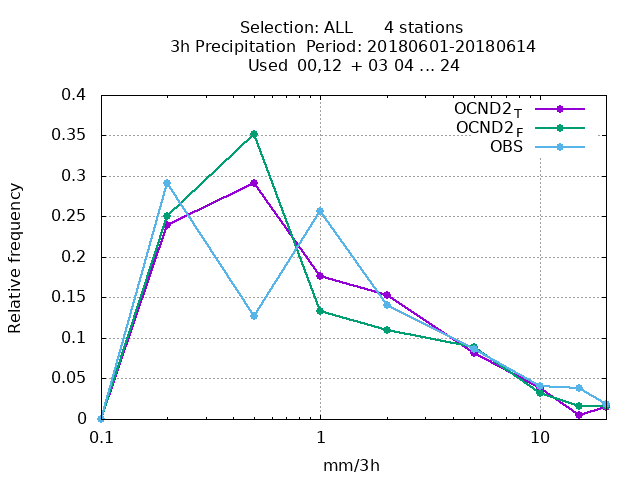 Selection: ALL 4 stations
3h Precipitation Period: 20180601-20180614
Used 00,12 + 03 04 ... 24
0.4
0.35
0.3
0.25
0.2
0.15
0.1
0.05
0
Relative frequency
OCND2 T
OCND2 F
OBS
0.1 1 10
mm/3h